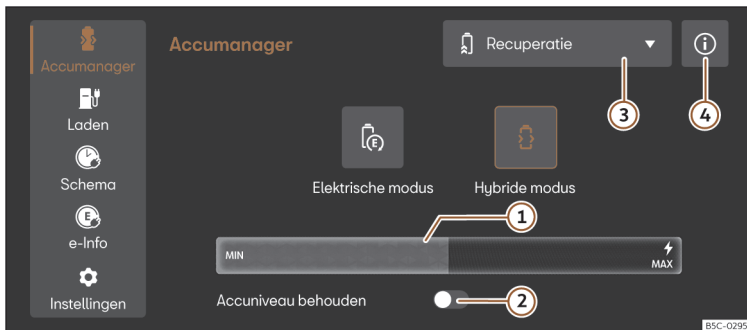 Accumanager
Laden
Schema
e-Info
Instellingen
Accumanager
Recuperatie
3
4
E
Elektrische modus
Hybride modus
1
MIN
MAX
Accuniveau behouden
2
B5C-0295